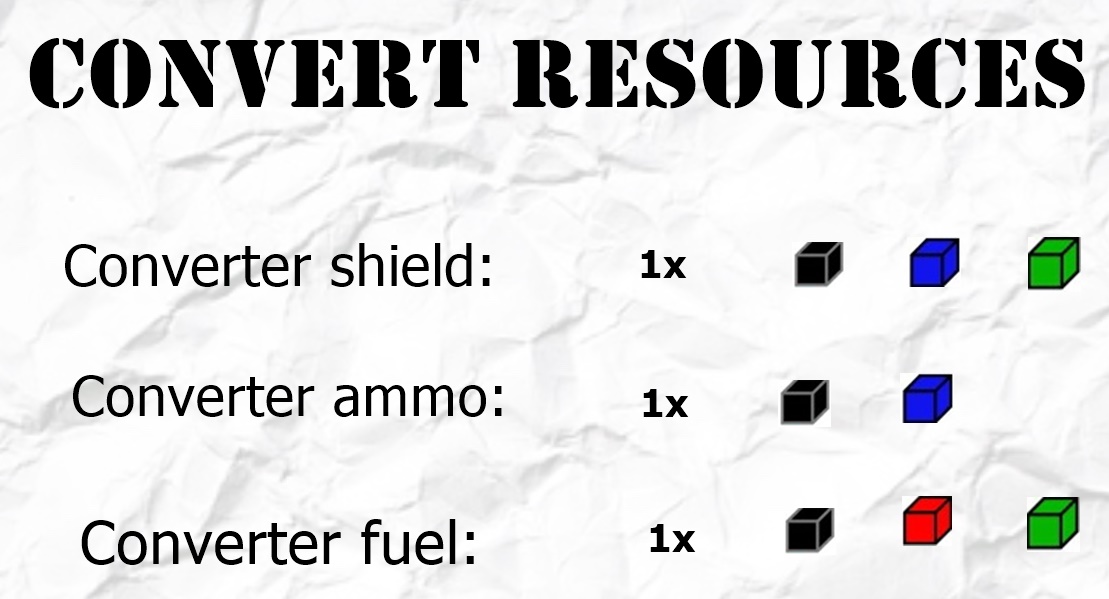 CONVERT RESOURCES
Converter shield: 1x
Converter ammo: 1x
Converter fuel: 1x